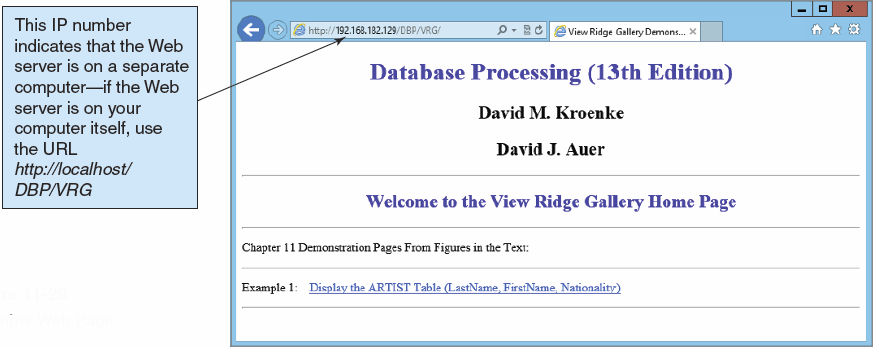 This IP number
indicates that the Web
server is on a separate
computer—if the Web
server is on your
computer itself, use
the URL
http://localhost/
DBP/VRG
http://192.168.182.129/DBP/VRG/
View Ridge Gallery Demons...
Database Processing (13th Edition)
David M. Kroenke
David J. Auer
Welcome to the View Ridge Gallery Home Page
Chapter 11 Demonstration Pages From Figures in the Text:
Example 1: Display the ARTIST Table (LastName, FirstName, Nationality)